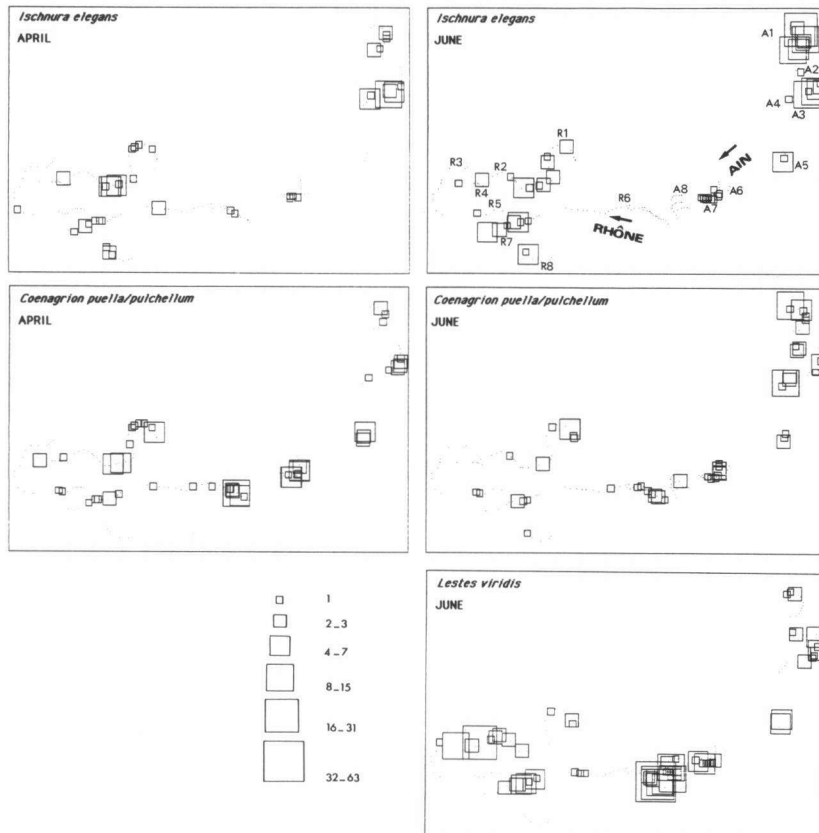 Ischnura elegans
APRIL
Ischnura elegans
JUNE
A1
A2
A4
A3
R1
AIN
A5
R3
R2
R4
A8
A6
R6
A7
R5
RHÔNE
R7
R8
Coenagrion puella/pulchellum
APRIL
Coenagrion puella/pulchellum
JUNE
Lestes viridis
JUNE
1
2_3
4_7
8_15
16_31
32_63